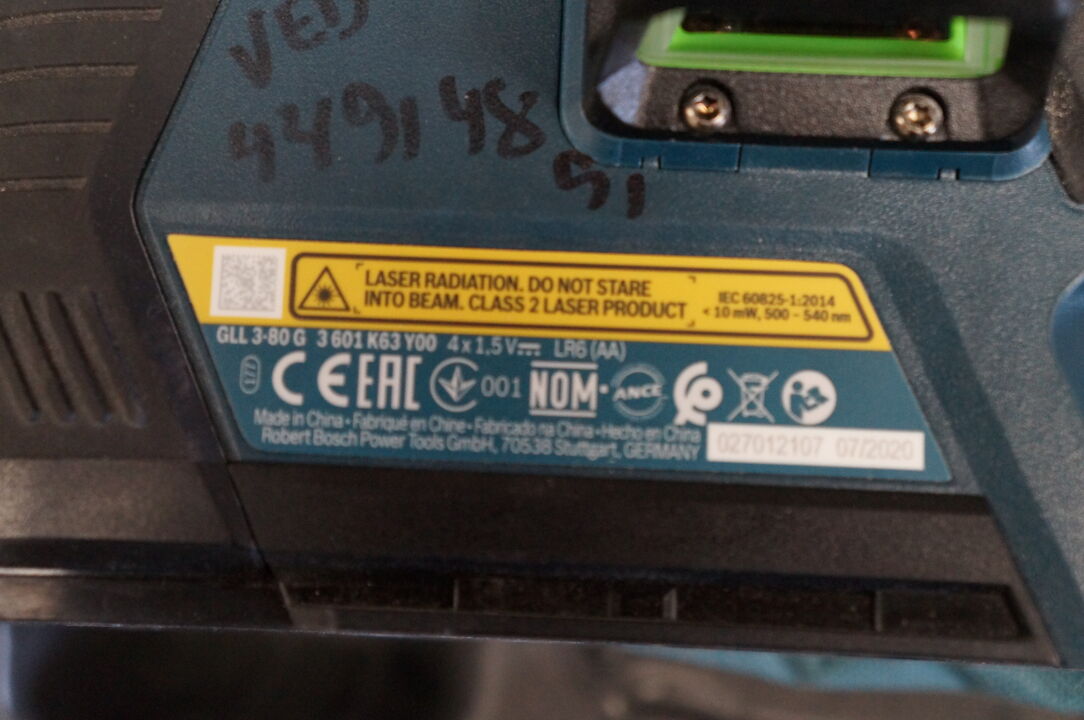 449148
51
LASER RADIATION. DO NOT STARE
INTO BEAM. CLASS 2 LASER PRODUCT
IEC 60825-1:2014
< 10 mW, 500 – 540 nm
GLL 3-80 G 3 601 K63 Y00 4 x 1,5 V⎓ LR6 (AA)
177 CE EAC 001 NOM ANCE
Made in China • Fabriqué en Chine • Fabricado na China • Hecho en China
Robert Bosch Power Tools GmbH, 70538 Stuttgart, GERMANY
027012107 07/2020